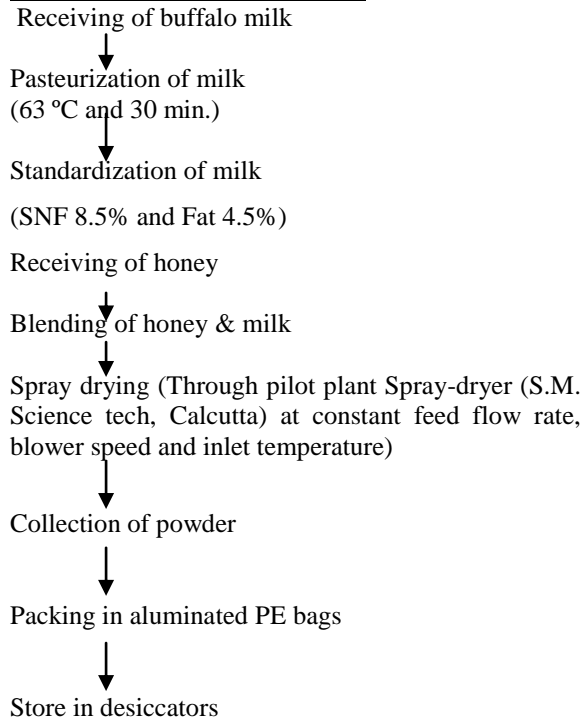 Receiving of buffalo milk
Pasteurization of milk
(63 ºC and 30 min.)
Standardization of milk
(SNF 8.5% and Fat 4.5%)
Receiving of honey
Blending of honey & milk
Spray drying (Through pilot plant Spray-dryer (S.M.
Science tech, Calcutta) at constant feed flow rate,
blower speed and inlet temperature)
Collection of powder
Packing in aluminated PE bags
Store in desiccators